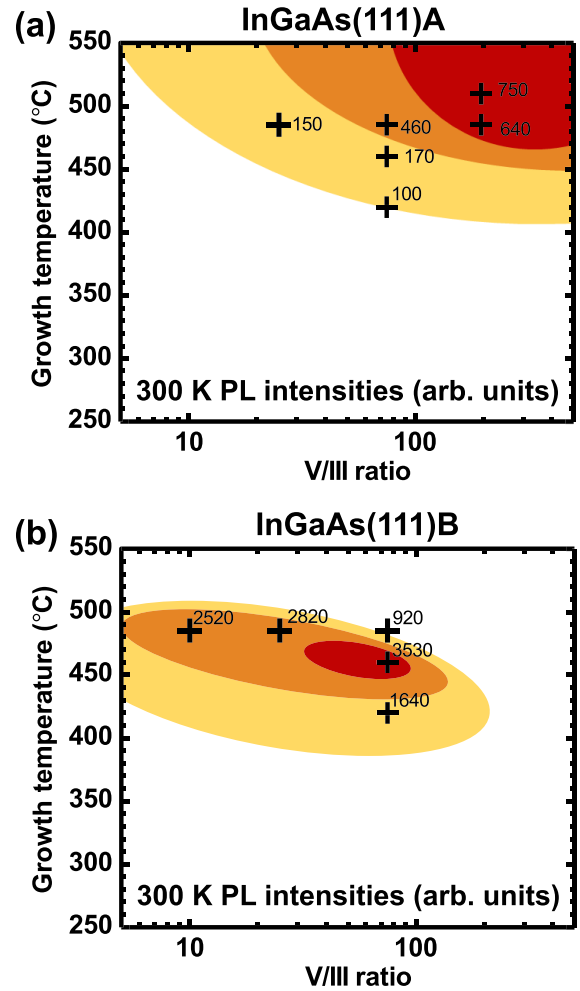 (a)
InGaAs(111)A
Growth temperature (°C)
550
500
450
400
350
300
250
750
640
150
460
170
100
300 K PL intensities (arb. units)
10
100
V/III ratio
(b)
InGaAs(111)B
Growth temperature (°C)
550
500
450
400
350
300
250
2520
2820
920
3530
1640
300 K PL intensities (arb. units)
10
100
V/III ratio